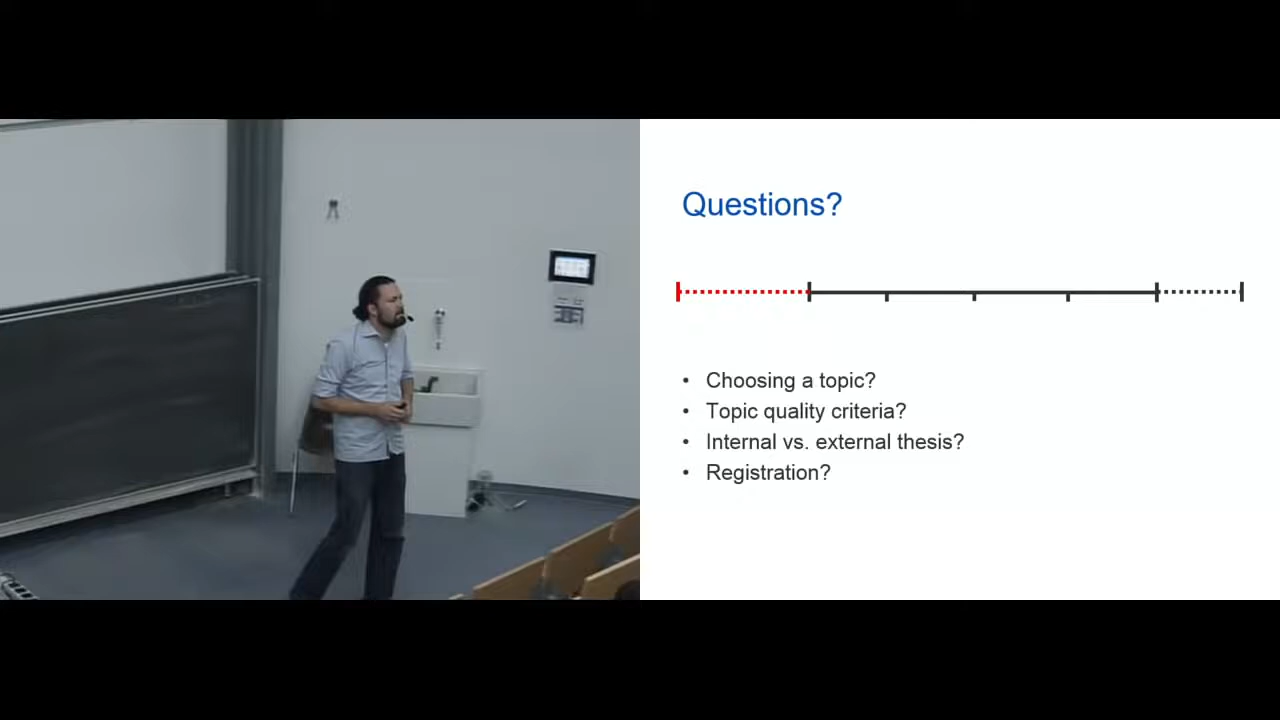 Questions?
• Choosing a topic?
• Topic quality criteria?
• Internal vs. external thesis?
• Registration?